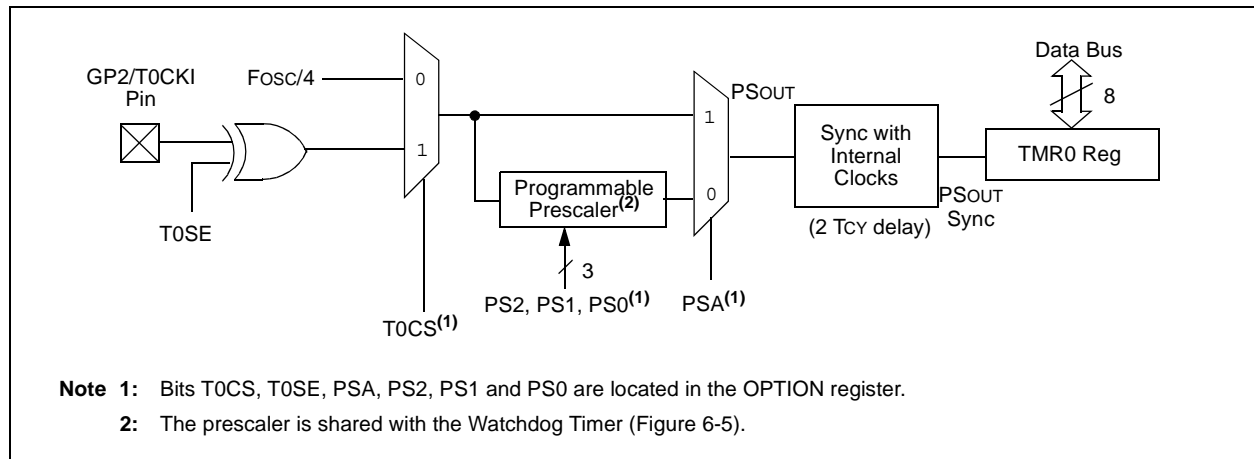 Data Bus
8
GP2/T0CKI
Pin
FOSC/4
0
1
T0SE
T0CS(1)
Programmable
Prescaler(2)
3
PS2, PS1, PS0(1)
1
0
PSA(1)
PSOUT
Sync with
Internal
Clocks
(2 TCY delay)
PSOUT
Sync
TMR0 Reg
Note 1: Bits T0CS, T0SE, PSA, PS2, PS1 and PS0 are located in the OPTION register.
2: The prescaler is shared with the Watchdog Timer (Figure 6-5).